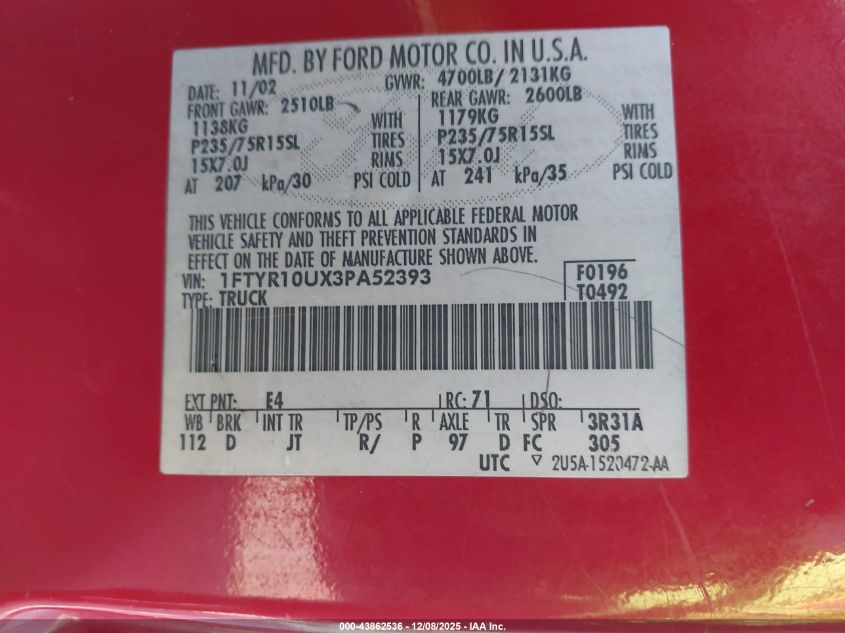 MFD. BY FORD MOTOR CO. IN U.S.A.
DATE: 11/02 GVWR: 4700LB/ 2131KG
FRONT GAWR: 2510LB REAR GAWR: 2600LB
1138KG WITH 1179KG WITH
P235/75R15SL TIRES P235/75R15SL TIRES
15X7.0J RIMS 15X7.0J RIMS
AT 207 kPa/30 PSI COLD AT 241 kPa/35 PSI COLD
THIS VEHICLE CONFORMS TO ALL APPLICABLE FEDERAL MOTOR
VEHICLE SAFETY AND THEFT PREVENTION STANDARDS IN
EFFECT ON THE DATE OF MANUFACTURE SHOWN ABOVE.
VIN: 1FTYR10UX3PA52393 F0196
TYPE: TRUCK T0492
EXT PNT: E4 RC: 71 DSO:
WB BRK INT TR TP/PS R AXLE TR SPR 3R31A
112 D JT R/ P 97 D FC 305
UTC ▽ 2U5A-1520472-AA
000-43862536 - 12/08/2025 - IAA Inc.